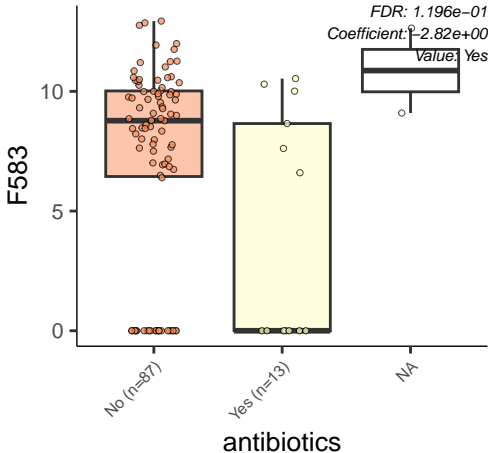 FDR: 1.196e−01
Coefficient: −2.82e+00
Value: Yes
F583
10
5
0
No (n=87)
Yes (n=13)
NA
antibiotics